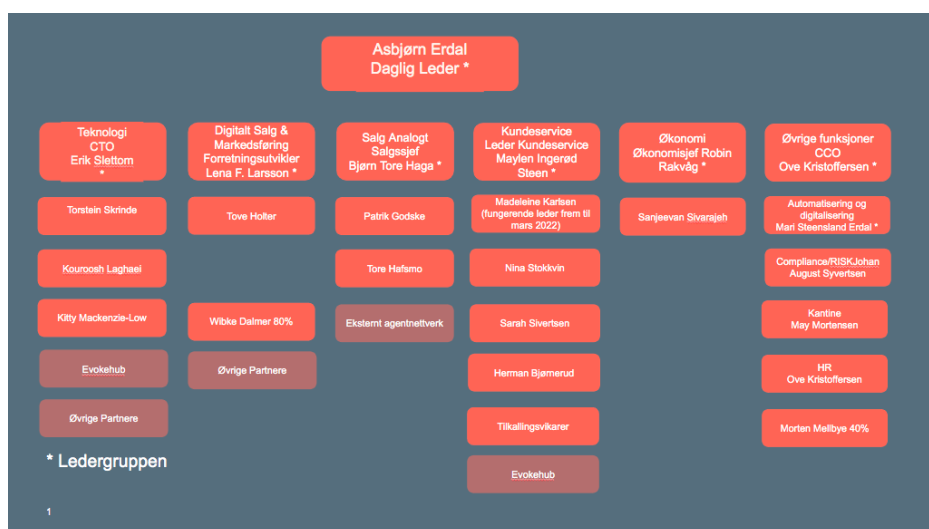 Asbjørn Erdal
Daglig Leder *
Teknologi
CTO
Erik Slettom
*
Torstein Skrinde
Kouroosh Laghaei
Kitty Mackenzie-Low
Evokehub
Øvrige Partnere
Digitalt Salg &
Markedsføring
Forretningsutvikler
Lena F. Larsson *
Tove Holter
Wibke Dalmer 80%
Øvrige Partnere
Salg Analogt
Salgssjef
Bjørn Tore Haga *
Patrik Godske
Tore Hafsmo
Eksternt agentnettverk
Kundeservice
Leder Kundeservice
Maylen Ingerød
Steen *
Madeleine Karlsen
(fungerende leder frem til
mars 2022)
Nina Stokkvin
Sarah Sivertsen
Herman Bjørnerud
Tilkallingsvikarer
Evokehub
Økonomi
Økonomisjef Robin
Rakvåg *
Sanjeevan Sivarajeh
Øvrige funksjoner
CCO
Ove Kristoffersen *
Automatisering og
digitalisering
Mari Steensland Erdal *
Compliance/RISKJohan
August Syvertsen
Kantine
May Mortensen
HR
Ove Kristoffersen
Morten Mellbye 40%
* Ledergruppen
1